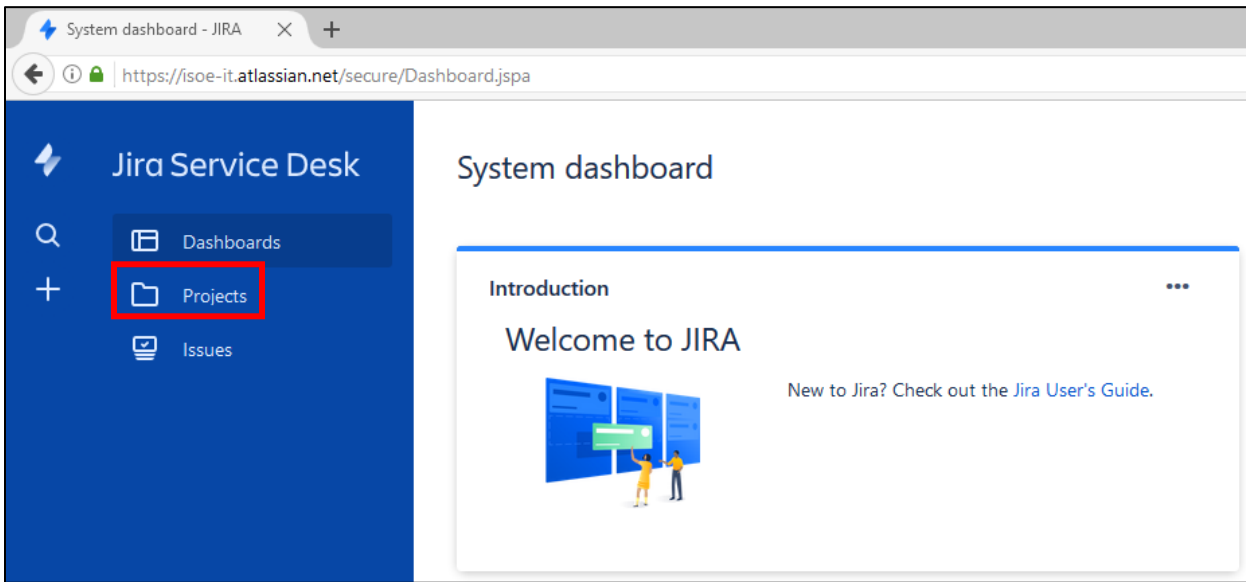 System dashboard - JIRA
https://isoe-it.atlassian.net/secure/Dashboard.jspa
Jira Service Desk
Dashboards
Projects
Issues
System dashboard
Introduction
Welcome to JIRA
New to Jira? Check out the Jira User's Guide.